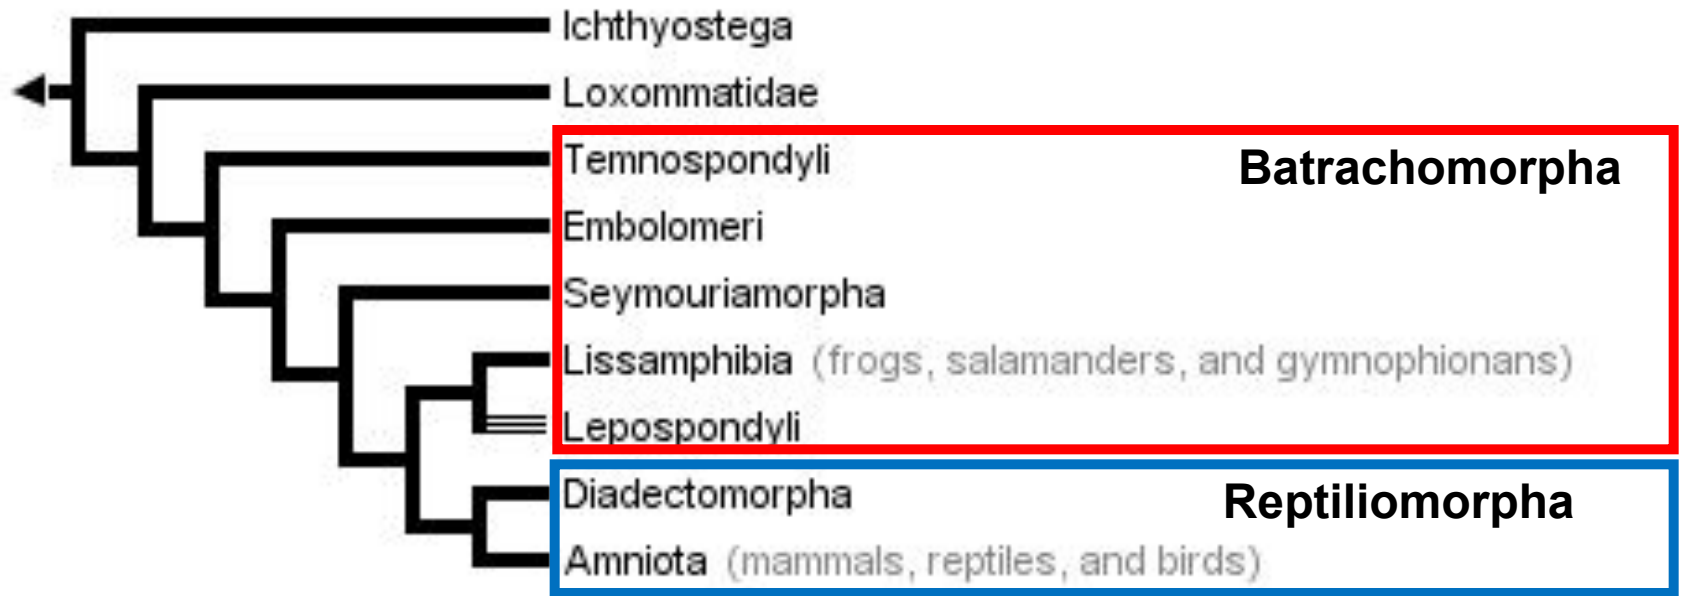 Ichthyostega
Loxommatidae
Temnospondyli
Batrachomorpha
Embolomeri
Seymouriamorpha
Lissamphibia (frogs, salamanders, and gymnophionans)
Lepospondyli
Diadectomorpha
Reptiliomorpha
Amniota (mammals, reptiles, and birds)